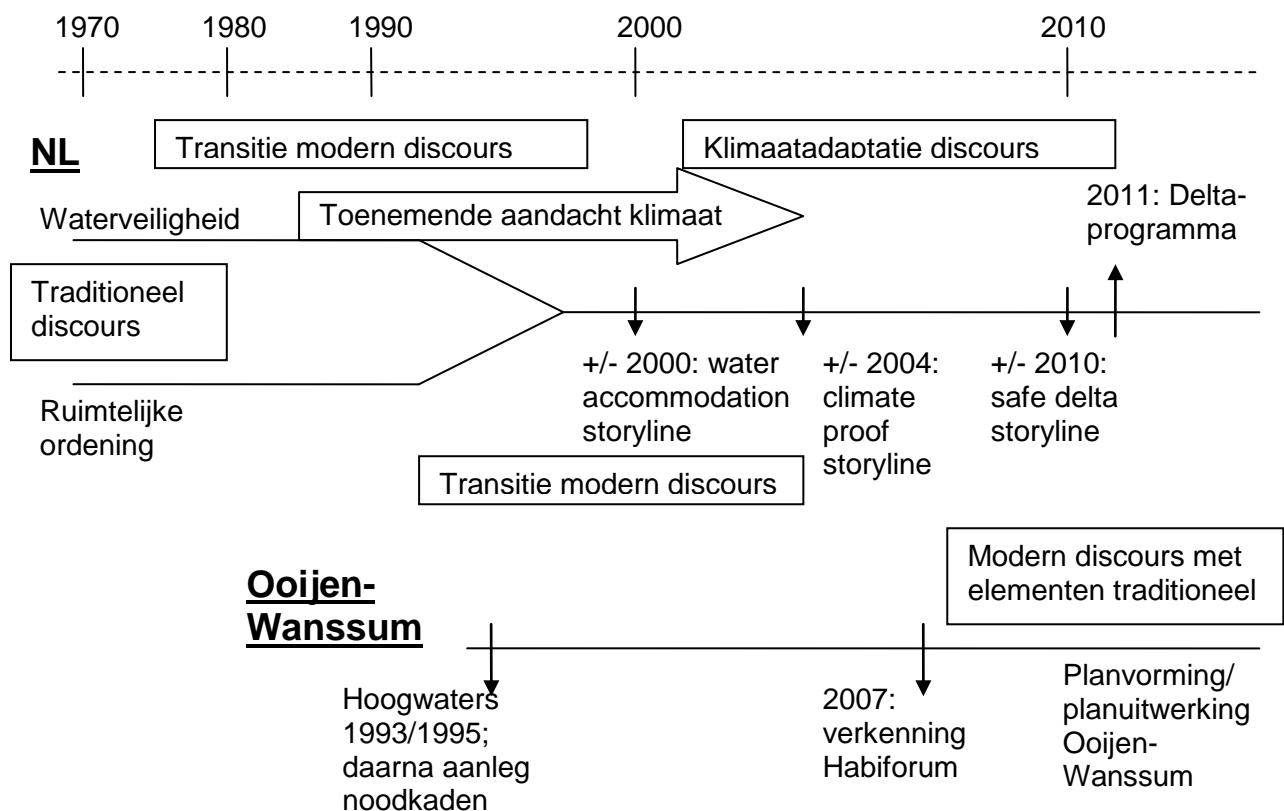 1970 1980 1990 2000 2010
NL
Transitie modern discours
Klimaatadaptatie discours
Waterveiligheid
Toenemende aandacht klimaat
2011: Delta-
programma
Traditioneel
discours
Ruimtelijke
ordening
+/- 2000: water
accommodation
storyline
+/- 2004:
climate
proof
storyline
+/- 2010:
safe delta
storyline
Transitie modern discours
Modern discours met
elementen traditioneel
Ooijen-
Wanssum
Hoogwaters
1993/1995;
daarna aanleg
noodkaden
2007:
verkenning
Habiforum
Planvorming/
planuitwerking
Ooijen-
Wanssum